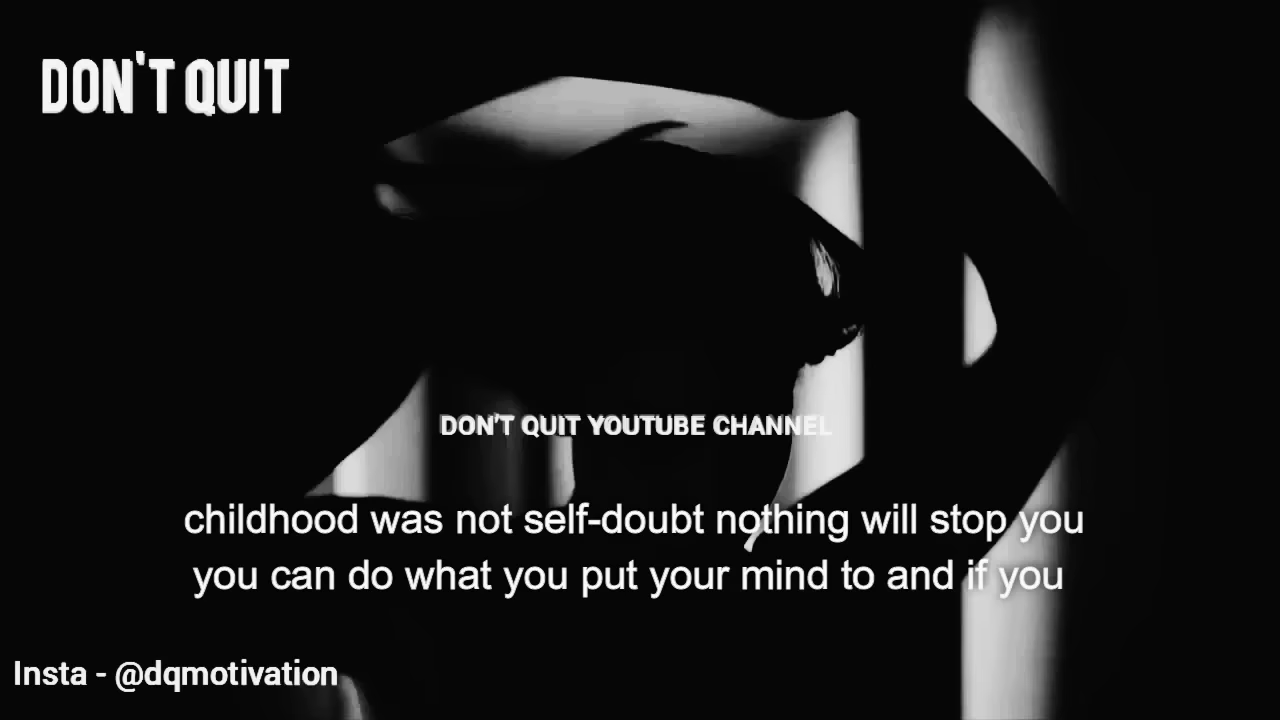 DON'T QUIT
DON'T QUIT YOUTUBE CHANNEL
childhood was not self-doubt nothing will stop you
you can do what you put your mind to and if you
Insta - @dqmotivation